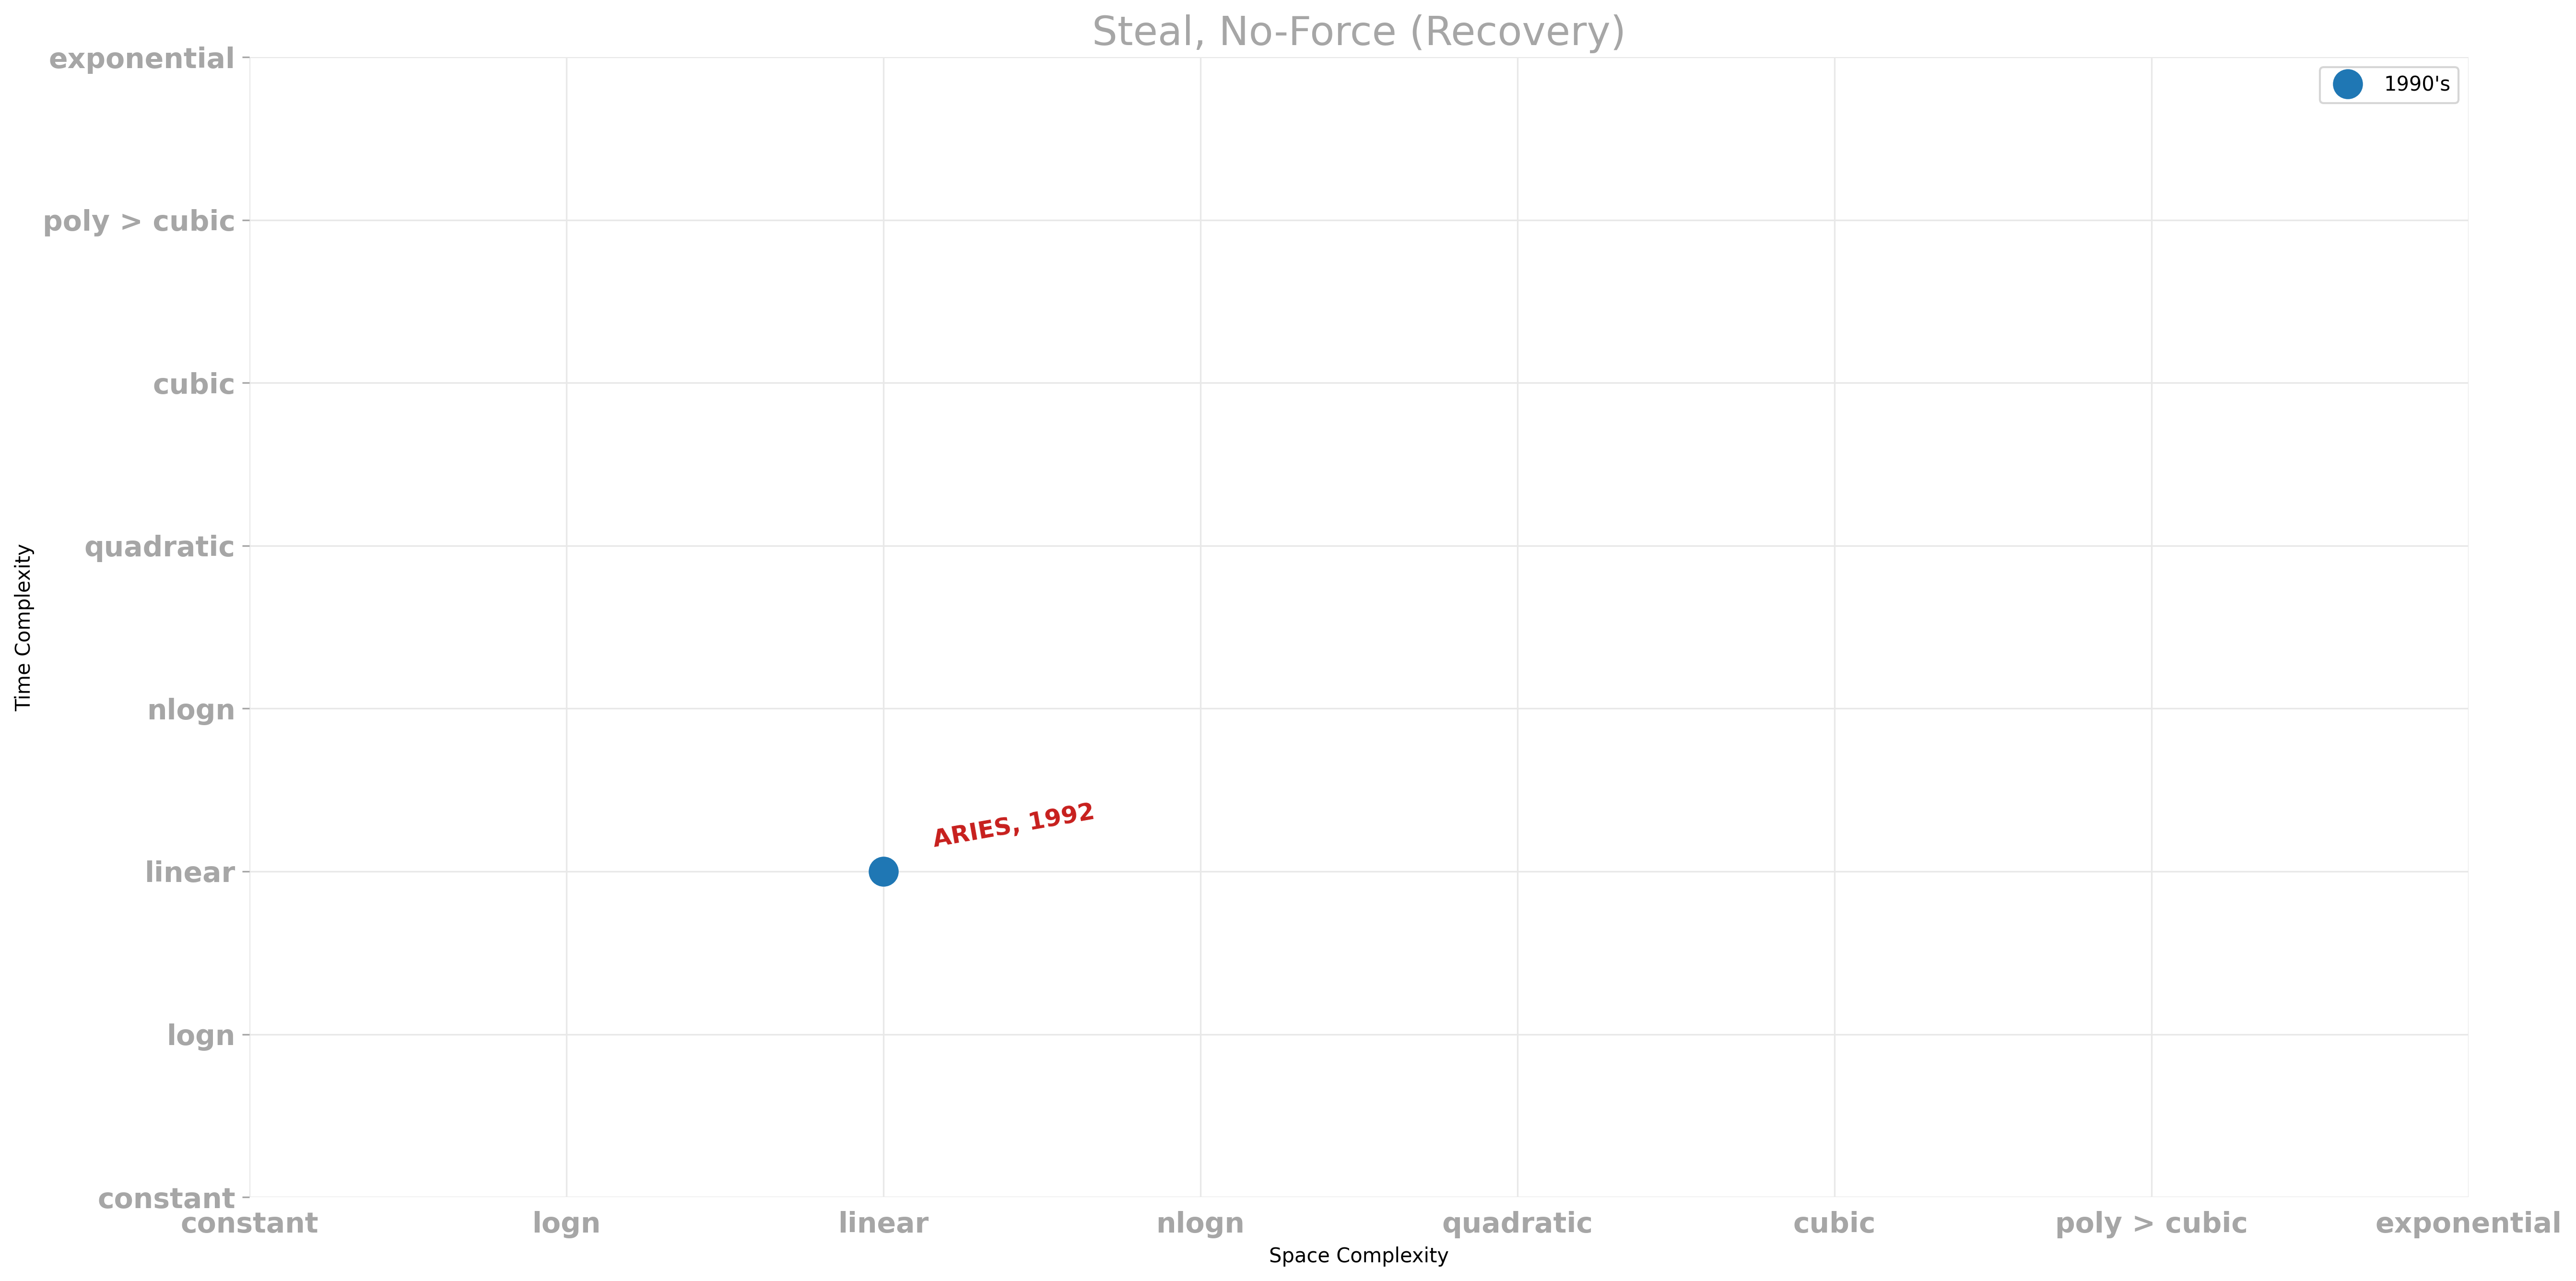 Steal, No-Force (Recovery)
1990's
Time Complexity
exponential
poly > cubic
cubic
quadratic
nlogn
linear
logn
constant
ARIES, 1992
constant
logn
linear
nlogn
quadratic
cubic
poly > cubic
exponential
Space Complexity